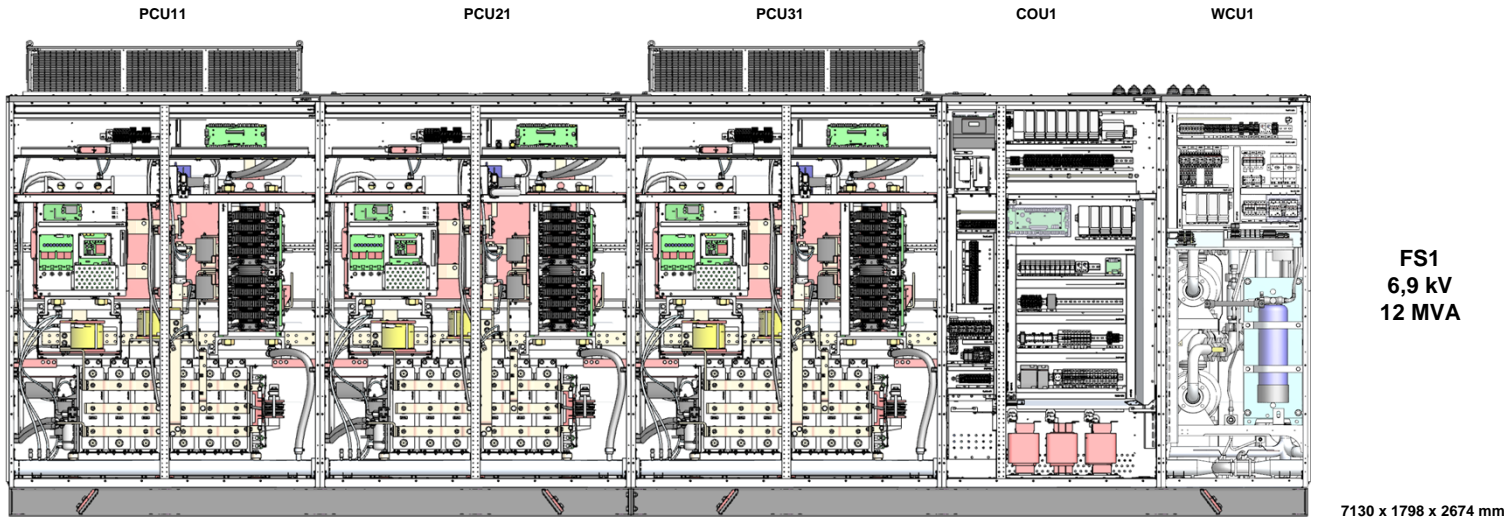 PCU11 PCU21 PCU31 COU1 WCU1
FS1
6,9 kV
12 MVA
7130 x 1798 x 2674 mm